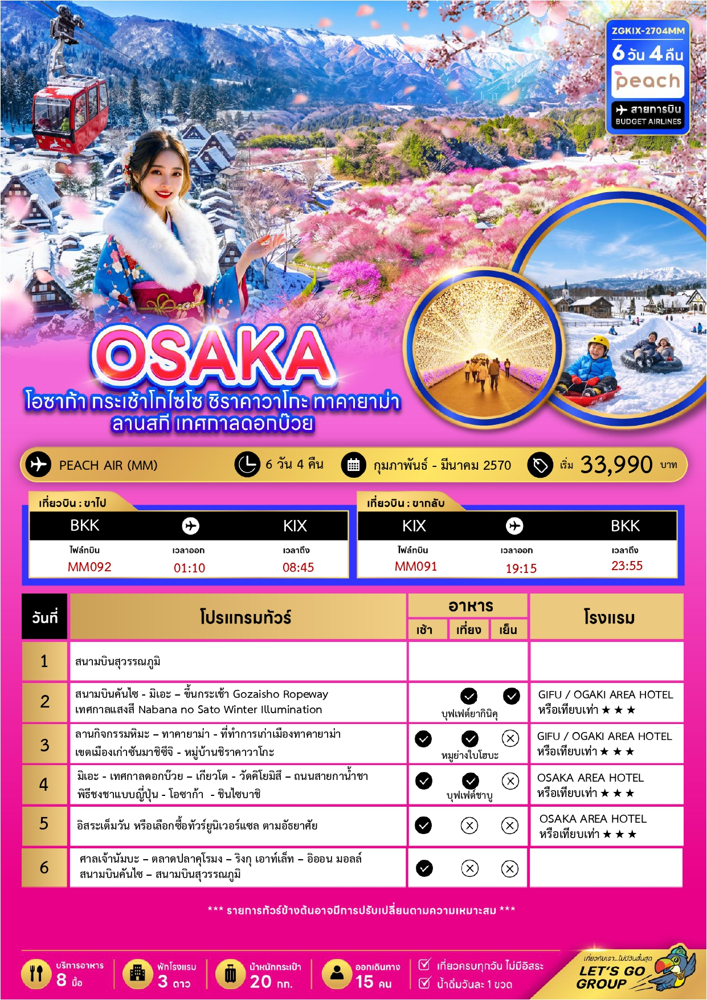 ZGKIX-2704MM
6 วัน 4 คืน
peach
สายการบิน
BUDGET AIRLINES
OSAKA
โอซาก้า กระเช้าโกไซโช ชิราคาวาโกะ ทาคายาม่า
ลานสกี เทศกาลดอกบ๊วย
PEACH AIR (MM) 6 วัน 4 คืน กุมภาพันธ์ - มีนาคม 2570 เริ่ม 33,990 บาท
เที่ยวบิน : ขาไป
BKK KIX
ไฟล์ทบิน เวลาออก เวลาถึง
MM092 01:10 08:45
เที่ยวบิน : ขากลับ
KIX BKK
ไฟล์ทบิน เวลาออก เวลาถึง
MM091 19:15 23:55
วันที่ โปรแกรมทัวร์ อาหาร โรงแรม
เช้า เที่ยง เย็น
1 สนามบินสุวรรณภูมิ
2 สนามบินคันไซ - มิเอะ – ขึ้นกระเช้า Gozaisho Ropeway
เทศกาลแสงสี Nabana no Sato Winter Illumination
บุฟเฟต์ยากินิคุ
GIFU / OGAKI AREA HOTEL
หรือเทียบเท่า ★ ★ ★
3 ลานกิจกรรมหิมะ – ทาคายาม่า - ที่ทำการเก่าเมืองทาคายาม่า
เขตเมืองเก่าซันมาชิซึจิ - หมู่บ้านชิราคาวาโกะ
หมูย่างใบโฮบะ
GIFU / OGAKI AREA HOTEL
หรือเทียบเท่า ★ ★ ★
4 มิเอะ - เทศกาลดอกบ๊วย – เกียวโต - วัดคิโยมิสึ – ถนนสายกาน้ำชา
พิธีชงชาแบบญี่ปุ่น - โอซาก้า - ชินไซบาชิ
บุฟเฟต์ชาบู
OSAKA AREA HOTEL
หรือเทียบเท่า ★ ★ ★
5 อิสระเต็มวัน หรือเลือกซื้อทัวร์ยูนิเวอร์แซล ตามอัธยาศัย
OSAKA AREA HOTEL
หรือเทียบเท่า ★ ★ ★
6 ศาลเจ้านัมบะ – ตลาดปลาคุโรมง – ริงกุ เอาท์เล็ท – อิออน มอลล์
สนามบินคันไซ – สนามบินสุวรรณภูมิ
*** รายการทัวร์ข้างต้นอาจมีการปรับเปลี่ยนตามความเหมาะสม ***
บริการอาหาร
8 มื้อ
พักโรงแรม
3 ดาว
น้ำหนักกระเป๋า
20 กก.
ออกเดินทาง
15 คน
เที่ยวครบทุกวัน ไม่มีอิสระ
น้ำดื่มวันละ 1 ขวด
เที่ยวกับเรา...ไม่มีวันสิ้นสุด
LET'S GO
GROUP